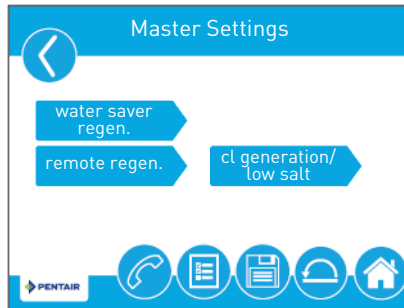 Master Settings
water saver
regen.
remote regen.
cl generation/
low salt
PENTAIR